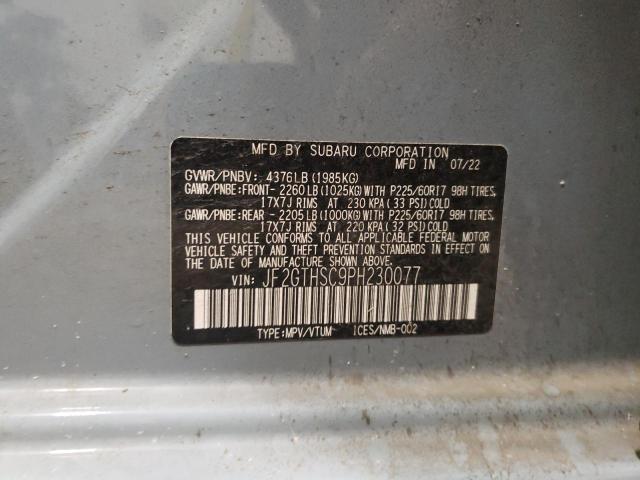 MFD BY SUBARU CORPORATION
MFD IN 07/22
GVWR/PNBV: 4376LB (1985KG)
GAWR/PNBE:FRONT- 2260LB (1025KG) WITH P225/60R17 98H TIRES,
17X7J RIMS AT 230 KPA (33 PSI) COLD
GAWR/PNBE:REAR - 2205LB (1000KG) WITH P225/60R17 98H TIRES,
17X7J RIMS AT 220 KPA (32 PSI) COLD
THIS VEHICLE CONFORMS TO ALL APPLICABLE FEDERAL MOTOR
VEHICLE SAFETY AND THEFT PREVENTION STANDARDS IN EFFECT
ON THE DATE OF MANUFACTURE SHOWN ABOVE.
VIN: JF2GTHSC9PH230077
TYPE:MPV/VTUM ICES/NMB-002